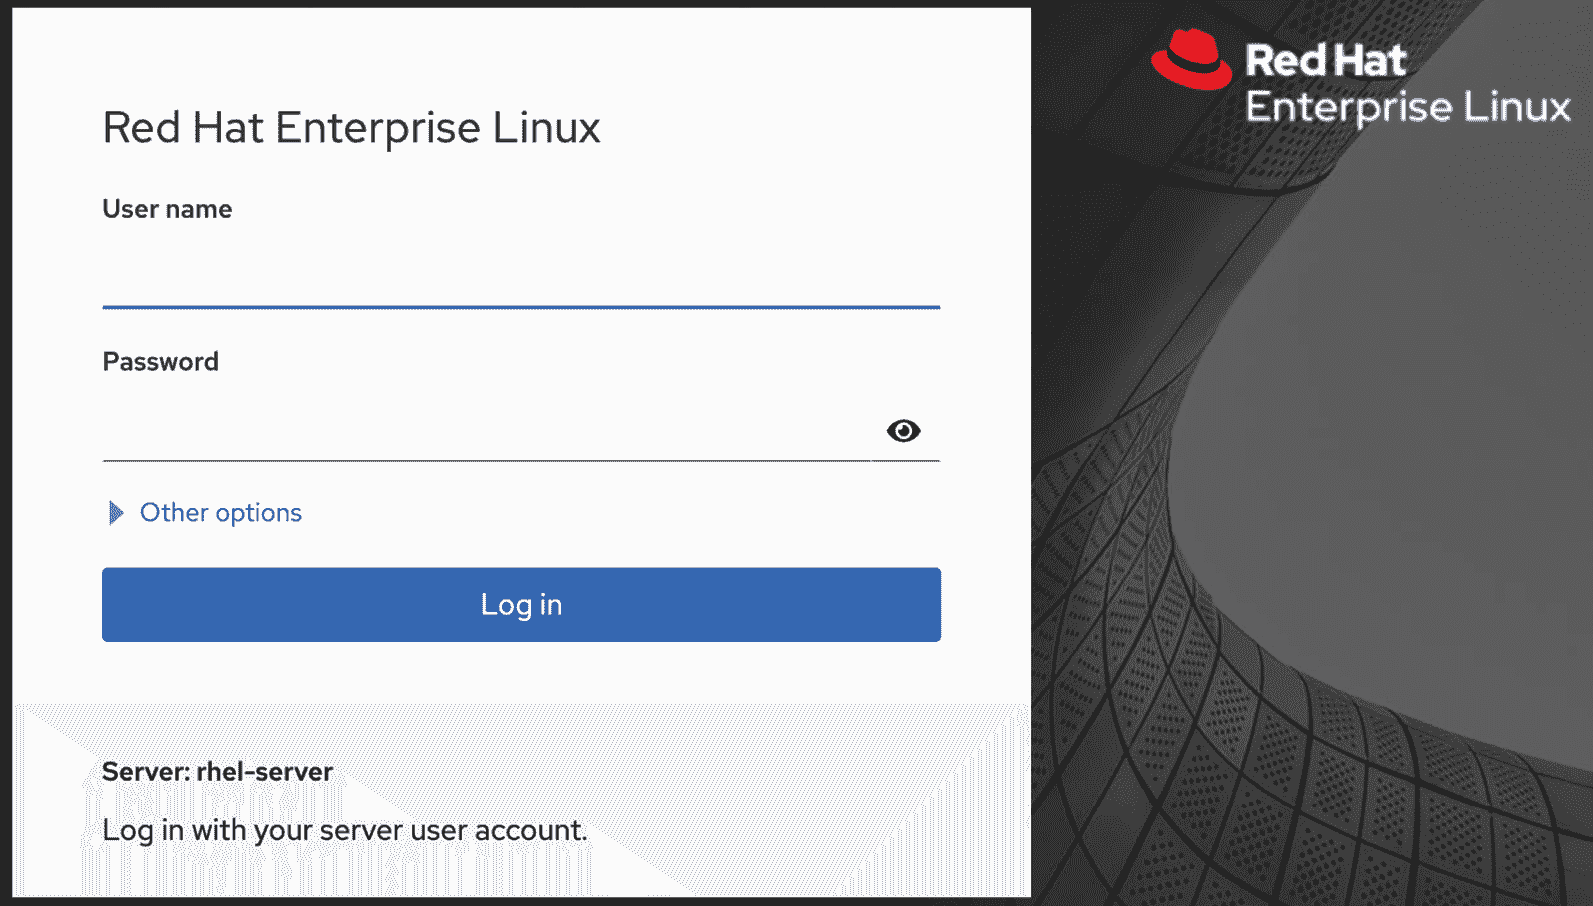 Red Hat Enterprise Linux
User name
Password
Other options
Log in
Server: rhel-server
Log in with your server user account.
Red Hat
Enterprise Linux